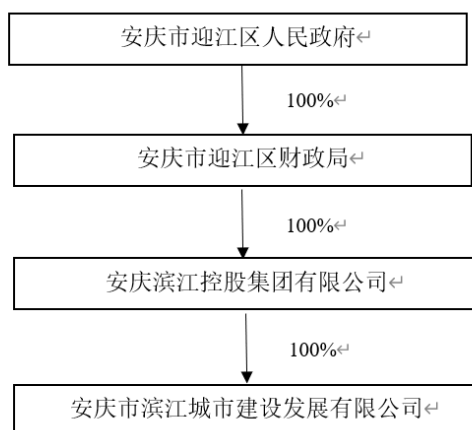 安庆市迎江区人民政府↵
100%↵
安庆市迎江区财政局↵
100%↵
安庆滨江控股集团有限公司↵
100%↵
安庆市滨江城市建设发展有限公司↵